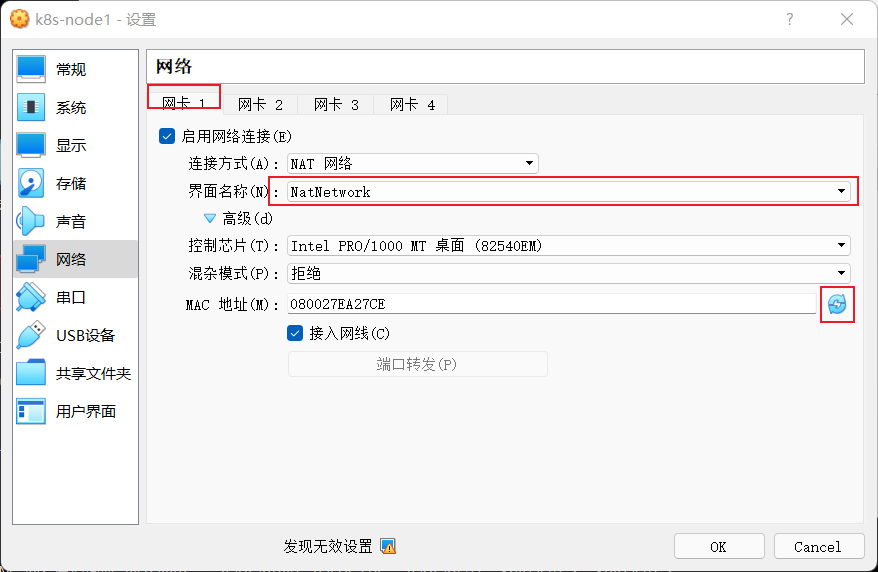 k8s-node1 - 设置 ?
常规
系统
显示
存储
声音
网络
串口
USB设备
共享文件夹
用户界面
网络
网卡 1 网卡 2 网卡 3 网卡 4
启用网络连接(E)
连接方式(A): NAT 网络
界面名称(N): NatNetwork
高级(d)
控制芯片(T): Intel PRO/1000 MT 桌面 (82540EM)
混杂模式(P): 拒绝
MAC 地址(M): 080027EA27CE
接入网线(C)
端口转发(P)
发现无效设置 OK Cancel